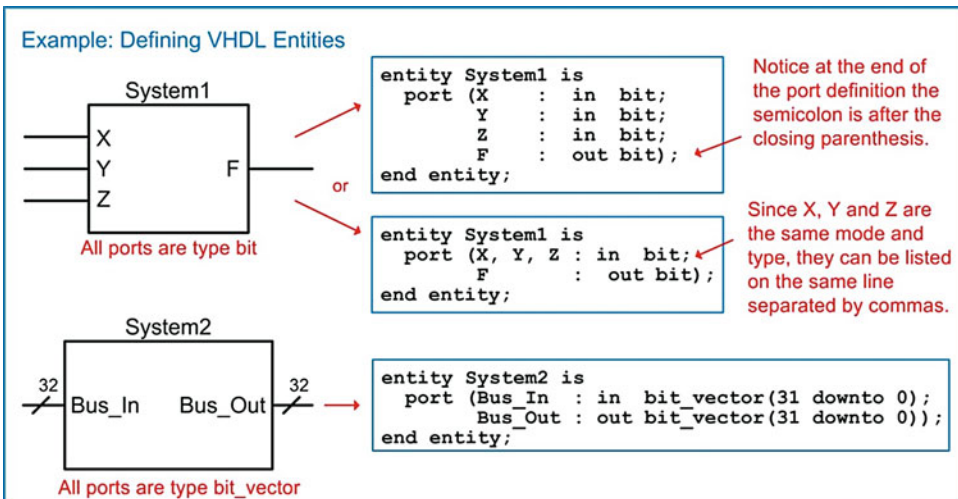 Example: Defining VHDL Entities
System1
X
Y
Z
F
All ports are type bit
or
entity System1 is
port (X : in bit;
Y : in bit;
Z : in bit;
F : out bit);
end entity;
Notice at the end of
the port definition the
semicolon is after the
closing parenthesis.
entity System1 is
port (X, Y, Z : in bit;
F : out bit);
end entity;
Since X, Y and Z are
the same mode and
type, they can be listed
on the same line
separated by commas.
System2
32
Bus_In
Bus_Out
32
All ports are type bit_vector
entity System2 is
port (Bus_In : in bit_vector(31 downto 0);
Bus_Out : out bit_vector(31 downto 0));
end entity;